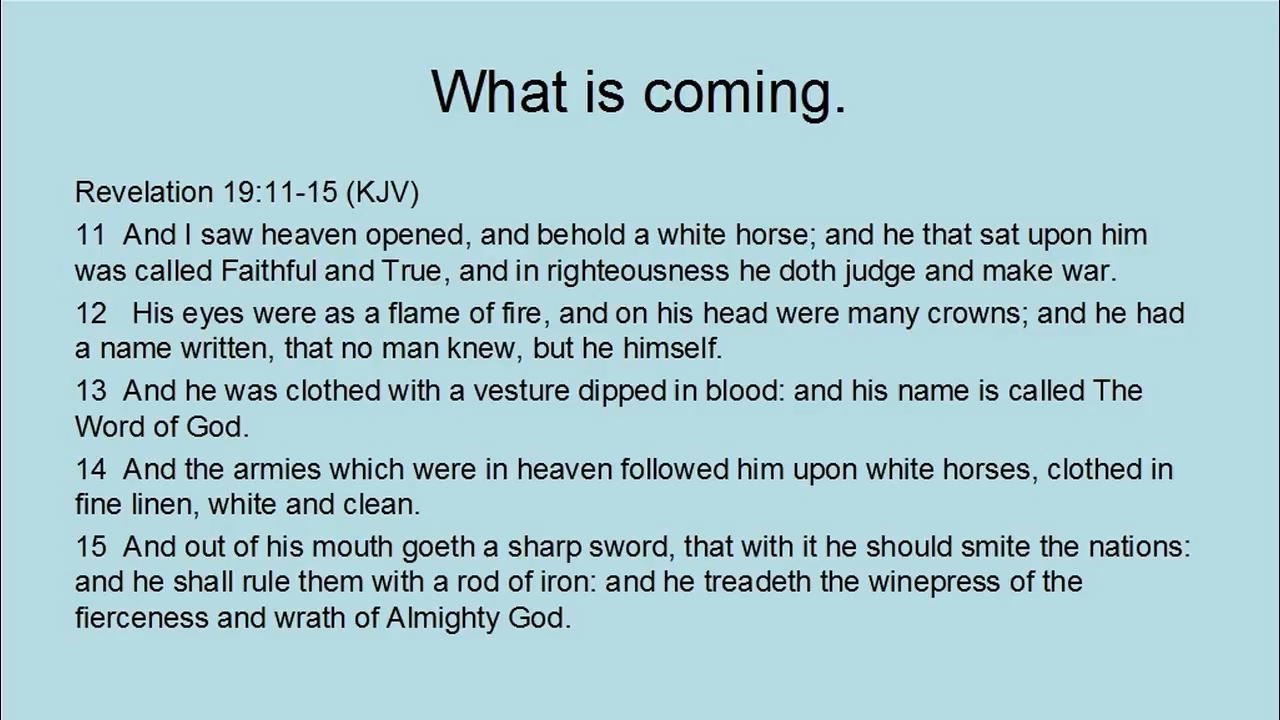 What is coming.
Revelation 19:11-15 (KJV)
11  And I saw heaven opened, and behold a white horse; and he that sat upon him
was called Faithful and True, and in righteousness he doth judge and make war.
12   His eyes were as a flame of fire, and on his head were many crowns; and he had
a name written, that no man knew, but he himself.
13  And he was clothed with a vesture dipped in blood: and his name is called The
Word of God.
14  And the armies which were in heaven followed him upon white horses, clothed in
fine linen, white and clean.
15  And out of his mouth goeth a sharp sword, that with it he should smite the nations:
and he shall rule them with a rod of iron: and he treadeth the winepress of the
fierceness and wrath of Almighty God.